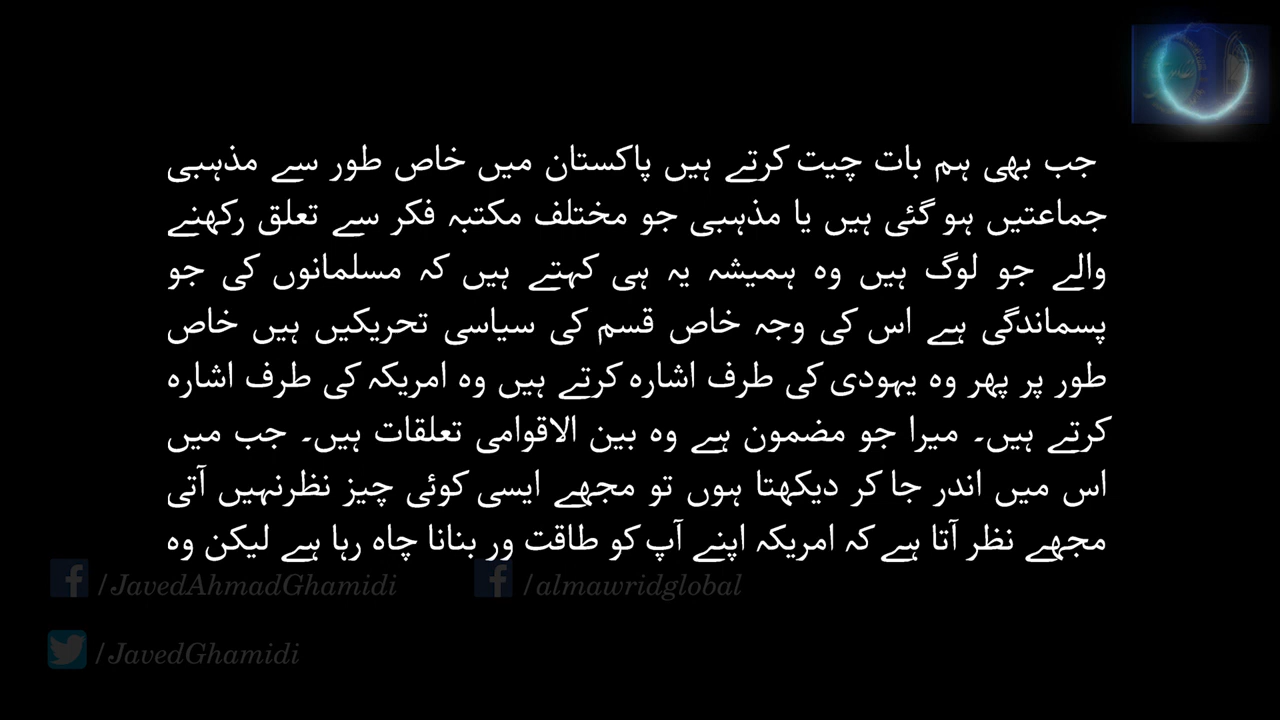 جب بھی ہم بات چیت کرتے ہیں پاکستان میں خاص طور سے مذہبی
جماعتیں ہو گئی ہیں یا مذہبی جو مختلف مکتبہ فکر سے تعلق رکھنے
والے جو لوگ ہیں وہ ہمیشہ یہ ہی کہتے ہیں کہ مسلمانوں کی جو
پسماندگی ہے اس کی وجہ خاص قسم کی سیاسی تحریکیں ہیں خاص
طور پر پھر وہ یہودی کی طرف اشارہ کرتے ہیں وہ امریکہ کی طرف اشارہ
کرتے ہیں۔ میرا جو مضمون ہے وہ بین الاقوامی تعلقات ہیں۔ جب میں
اس میں اندر جا کر دیکھتا ہوں تو مجھے ایسی کوئی چیز نظرنہیں آتی
مجھے نظر آتا ہے کہ امریکہ اپنے آپ کو طاقت ور بنانا چاہ رہا ہے لیکن وہ
/JavedAhmadGhamidi
/almawridglobal
/JavedGhamidi